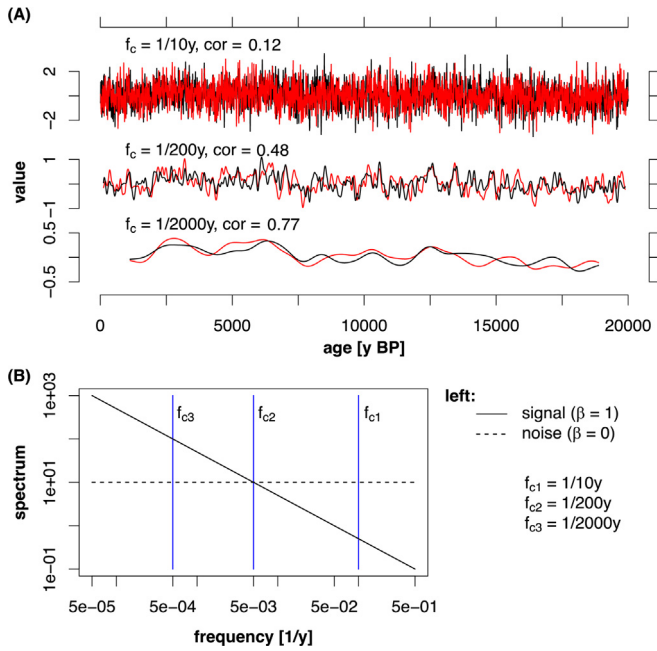 (A)
f_c = 1/10y, cor = 0.12
2
−2
f_c = 1/200y, cor = 0.48
1
−1
value
f_c = 1/2000y, cor = 0.77
0.5
−0.5
0 5000 10000 15000 20000
age [y BP]
(B)
left:
f_c3 f_c2 f_c1
signal (β = 1)
noise (β = 0)
f_c1 = 1/10y
f_c2 = 1/200y
f_c3 = 1/2000y
1e+03
1e+01
1e−01
spectrum
5e−05 5e−04 5e−03 5e−02 5e−01
frequency [1/y]